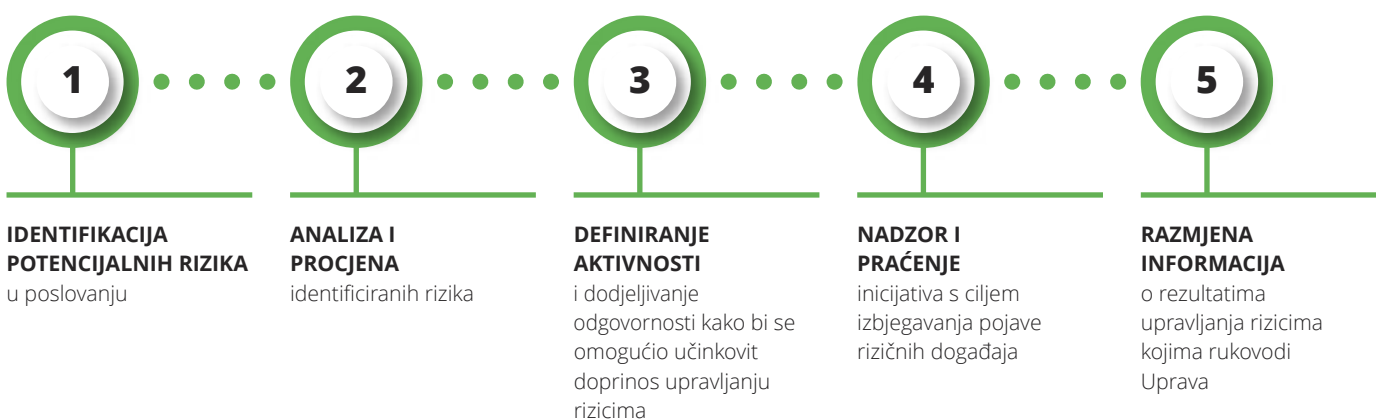 1
2
3
4
5
IDENTIFIKACIJA
POTENCIJALNIH RIZIKA
u poslovanju
ANALIZA I
PROCJENA
identificiranih rizika
DEFINIRANJE
AKTIVNOSTI
i dodjeljivanje
odgovornosti kako bi se
omogućio učinkovit
doprinos upravljanju
rizicima
NADZOR I
PRAĆENJE
inicijativa s ciljem
izbjegavanja pojave
rizičnih događaja
RAZMJENA
INFORMACIJA
o rezultatima
upravljanja rizicima
kojima rukovodi
Uprava